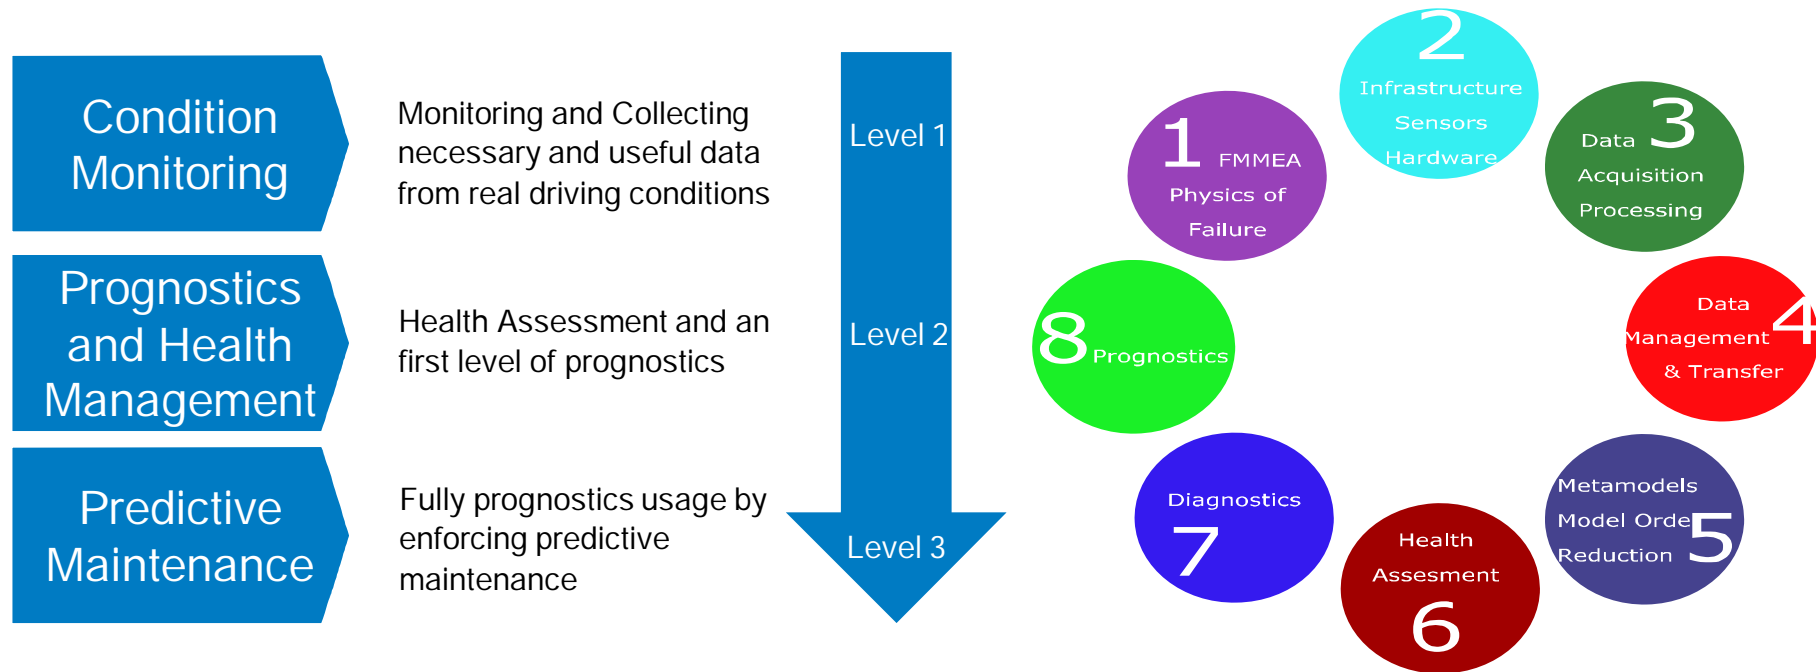 Condition
Monitoring
Monitoring and Collecting
necessary and useful data
from real driving conditions
Level 1
Prognostics
and Health
Management
Health Assessment and an
first level of prognostics
Level 2
Predictive
Maintenance
Fully prognostics usage by
enforcing predictive
maintenance
Level 3
1 FMMEA
Physics of
Failure
2
Infrastructure
Sensors
Hardware
Data 3
Acquisition
Processing
Data
Management 4
& Transfer
Metamodels
Model Order
Reduction 5
Health
Assesment
6
Diagnostics
7
8 Prognostics